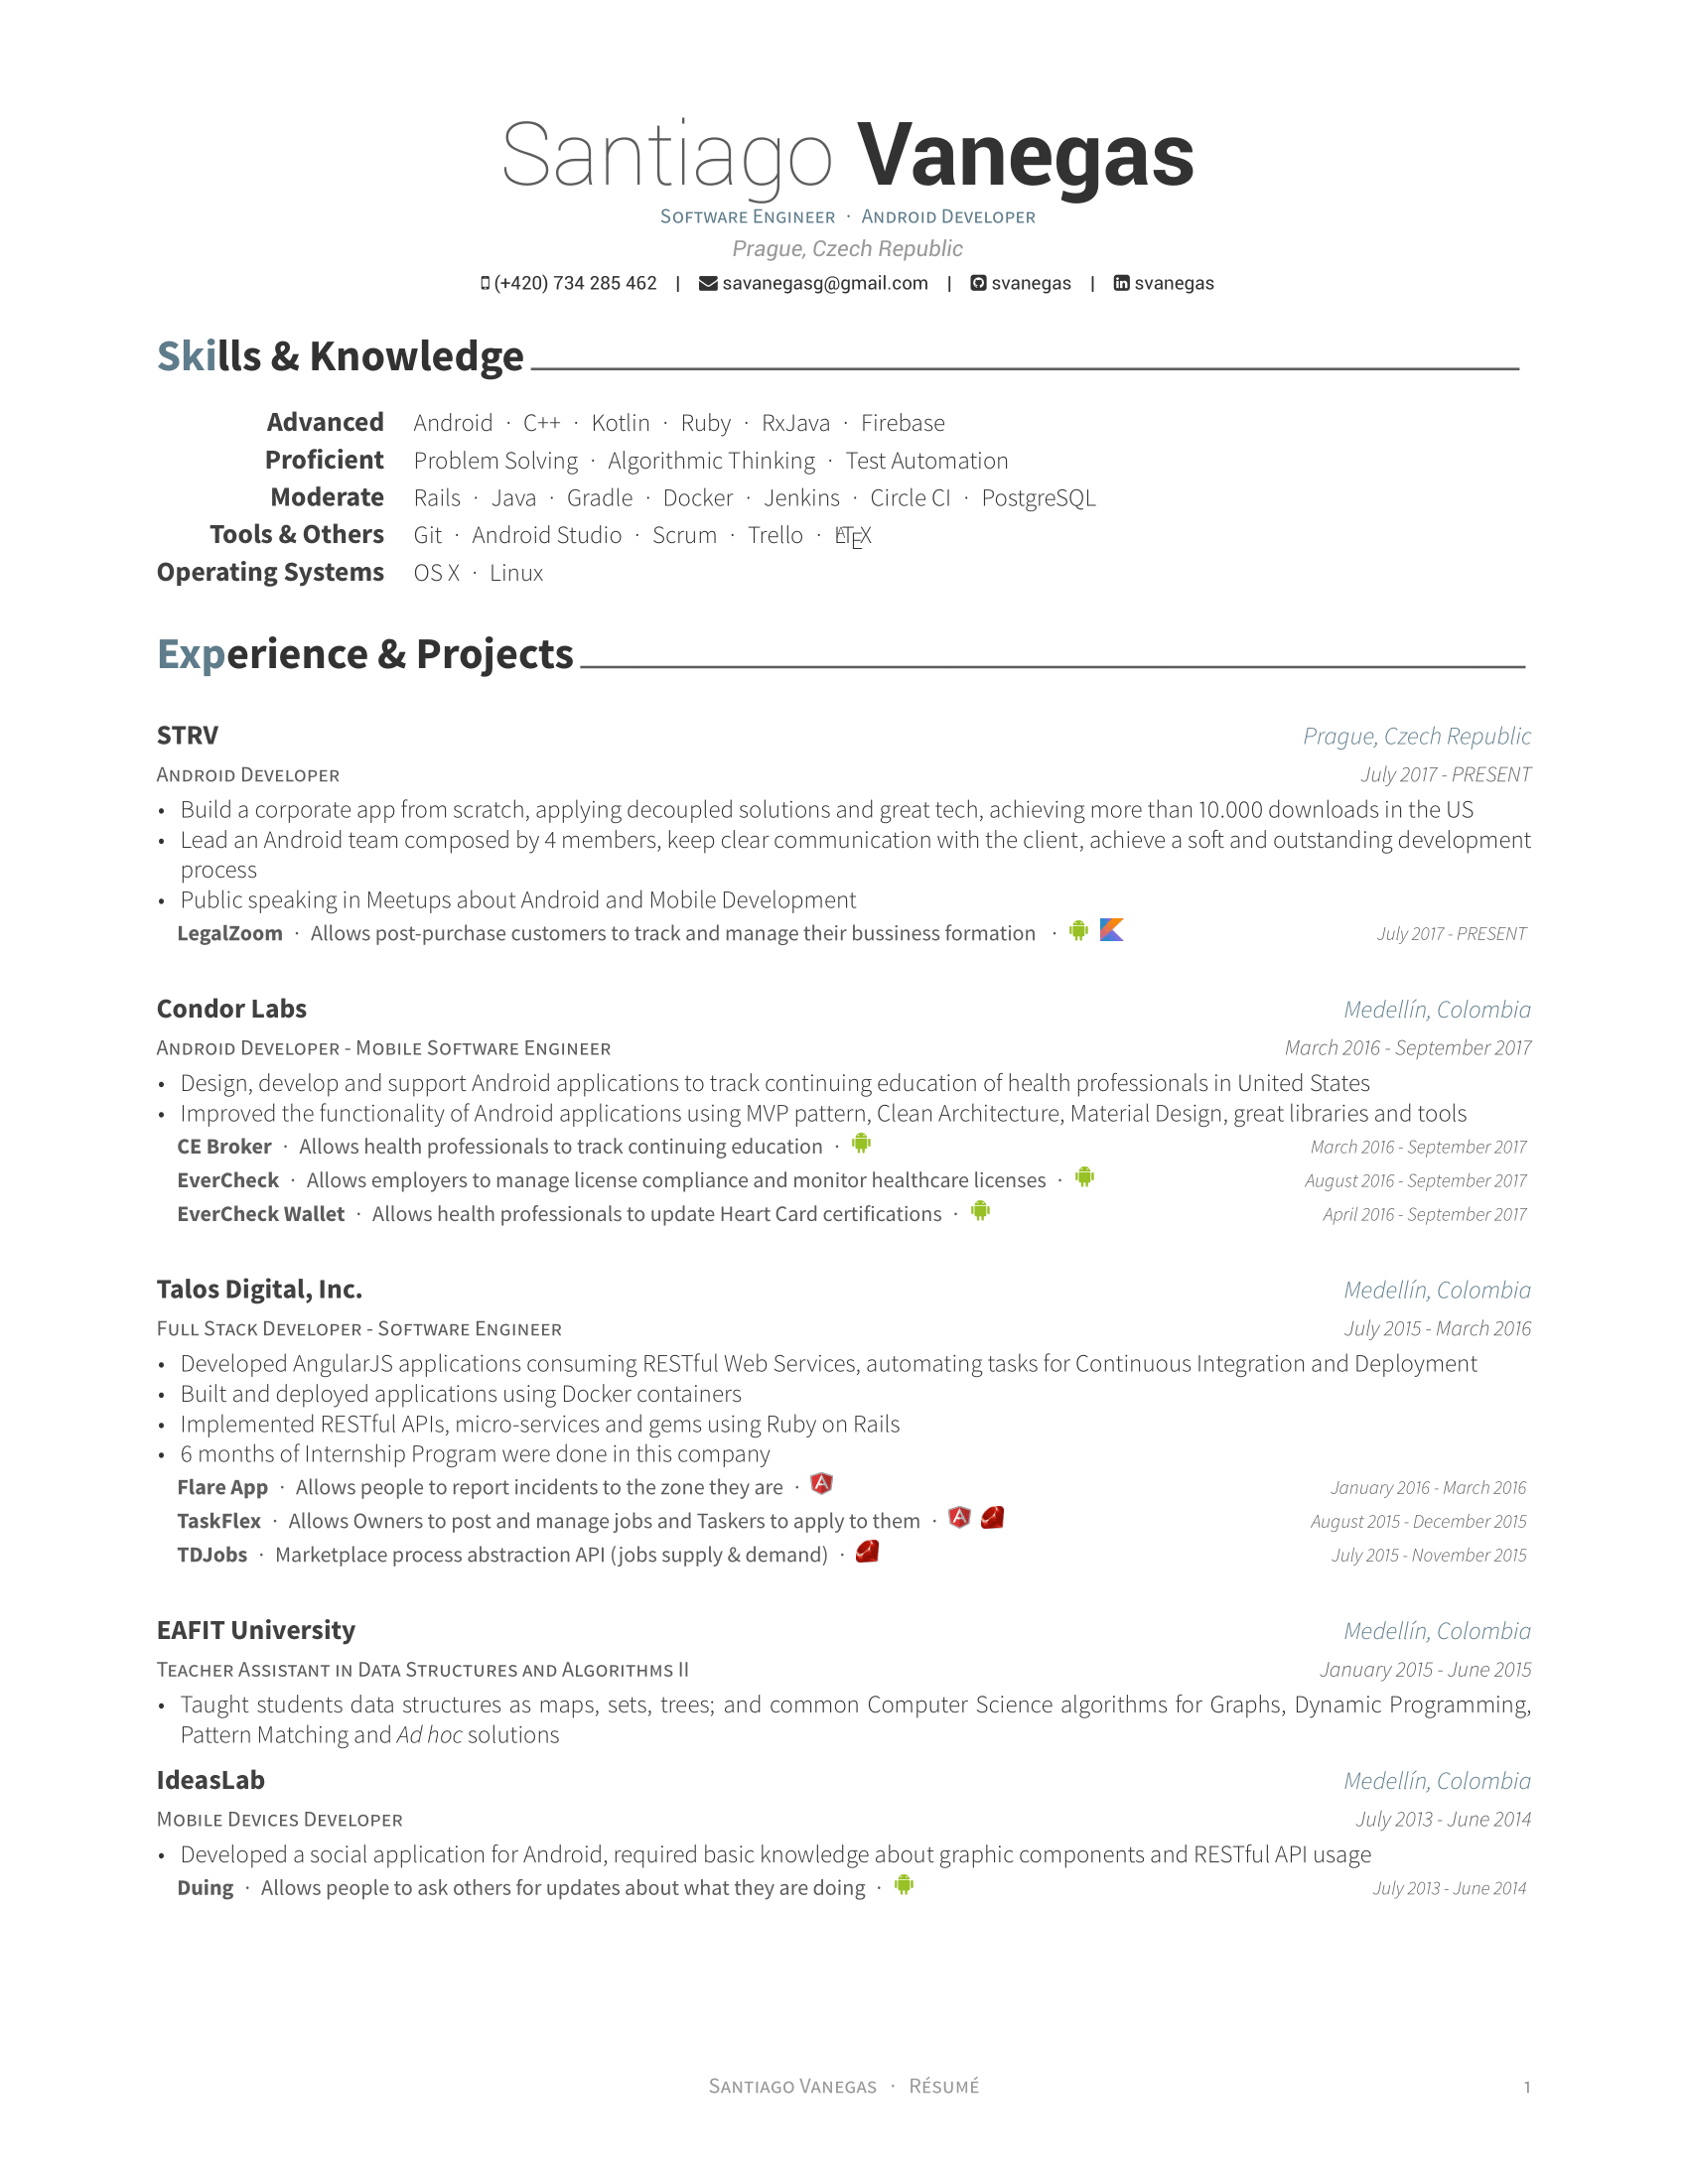 Santiago Vanegas
Software Engineer · Android Developer
Prague, Czech Republic
(+420) 734 285 462 | savanegasg@gmail.com | svanegas | svanegas
Skills & Knowledge
Advanced Android · C++ · Kotlin · Ruby · RxJava · Firebase
Proficient Problem Solving · Algorithmic Thinking · Test Automation
Moderate Rails · Java · Gradle · Docker · Jenkins · Circle CI · PostgreSQL
Tools & Others Git · Android Studio · Scrum · Trello · LATEX
Operating Systems OS X · Linux
Experience & Projects
STRV Prague, Czech Republic
Android Developer July 2017 - PRESENT
• Build a corporate app from scratch, applying decoupled solutions and great tech, achieving more than 10.000 downloads in the US
• Lead an Android team composed by 4 members, keep clear communication with the client, achieve a soft and outstanding development
process
• Public speaking in Meetups about Android and Mobile Development
LegalZoom · Allows post-purchase customers to track and manage their bussiness formation · July 2017 - PRESENT
Condor Labs Medellín, Colombia
Android Developer - Mobile Software Engineer March 2016 - September 2017
• Design, develop and support Android applications to track continuing education of health professionals in United States
• Improved the functionality of Android applications using MVP pattern, Clean Architecture, Material Design, great libraries and tools
CE Broker · Allows health professionals to track continuing education · March 2016 - September 2017
EverCheck · Allows employers to manage license compliance and monitor healthcare licenses · August 2016 - September 2017
EverCheck Wallet · Allows health professionals to update Heart Card certifications · April 2016 - September 2017
Talos Digital, Inc. Medellín, Colombia
Full Stack Developer - Software Engineer July 2015 - March 2016
• Developed AngularJS applications consuming RESTful Web Services, automating tasks for Continuous Integration and Deployment
• Built and deployed applications using Docker containers
• Implemented RESTful APIs, micro-services and gems using Ruby on Rails
• 6 months of Internship Program were done in this company
Flare App · Allows people to report incidents to the zone they are · January 2016 - March 2016
TaskFlex · Allows Owners to post and manage jobs and Taskers to apply to them · August 2015 - December 2015
TDJobs · Marketplace process abstraction API (jobs supply & demand) · July 2015 - November 2015
EAFIT University Medellín, Colombia
Teacher Assistant in Data Structures and Algorithms II January 2015 - June 2015
• Taught students data structures as maps, sets, trees; and common Computer Science algorithms for Graphs, Dynamic Programming,
Pattern Matching and Ad hoc solutions
IdeasLab Medellín, Colombia
Mobile Devices Developer July 2013 - June 2014
• Developed a social application for Android, required basic knowledge about graphic components and RESTful API usage
Duing · Allows people to ask others for updates about what they are doing · July 2013 - June 2014
Santiago Vanegas · Résumé 1